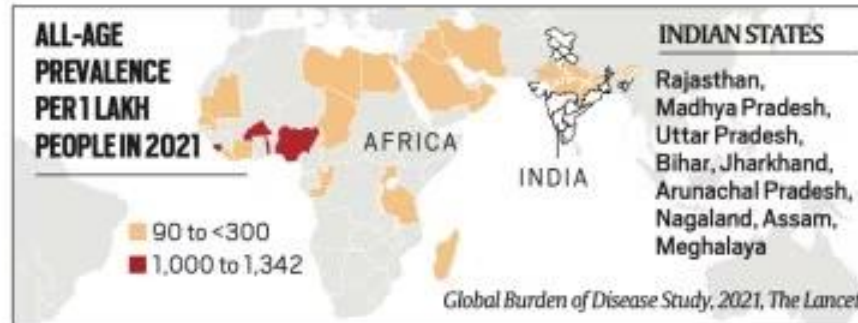 ALL-AGE
PREVALENCE
PER 1 LAKH
PEOPLE IN 2021
90 to <300
1,000 to 1,342
AFRICA
INDIA
INDIAN STATES
Rajasthan,
Madhya Pradesh,
Uttar Pradesh,
Bihar, Jharkhand,
Arunachal Pradesh,
Nagaland, Assam,
Meghalaya
Global Burden of Disease Study, 2021, The Lancet